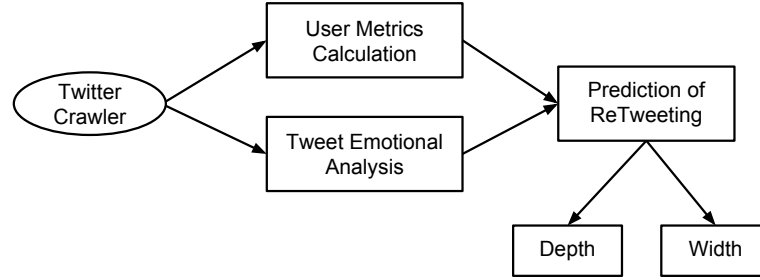 User Metrics
Calculation
Twitter
Crawler
Prediction of
ReTweeting
Tweet Emotional
Analysis
Depth
Width